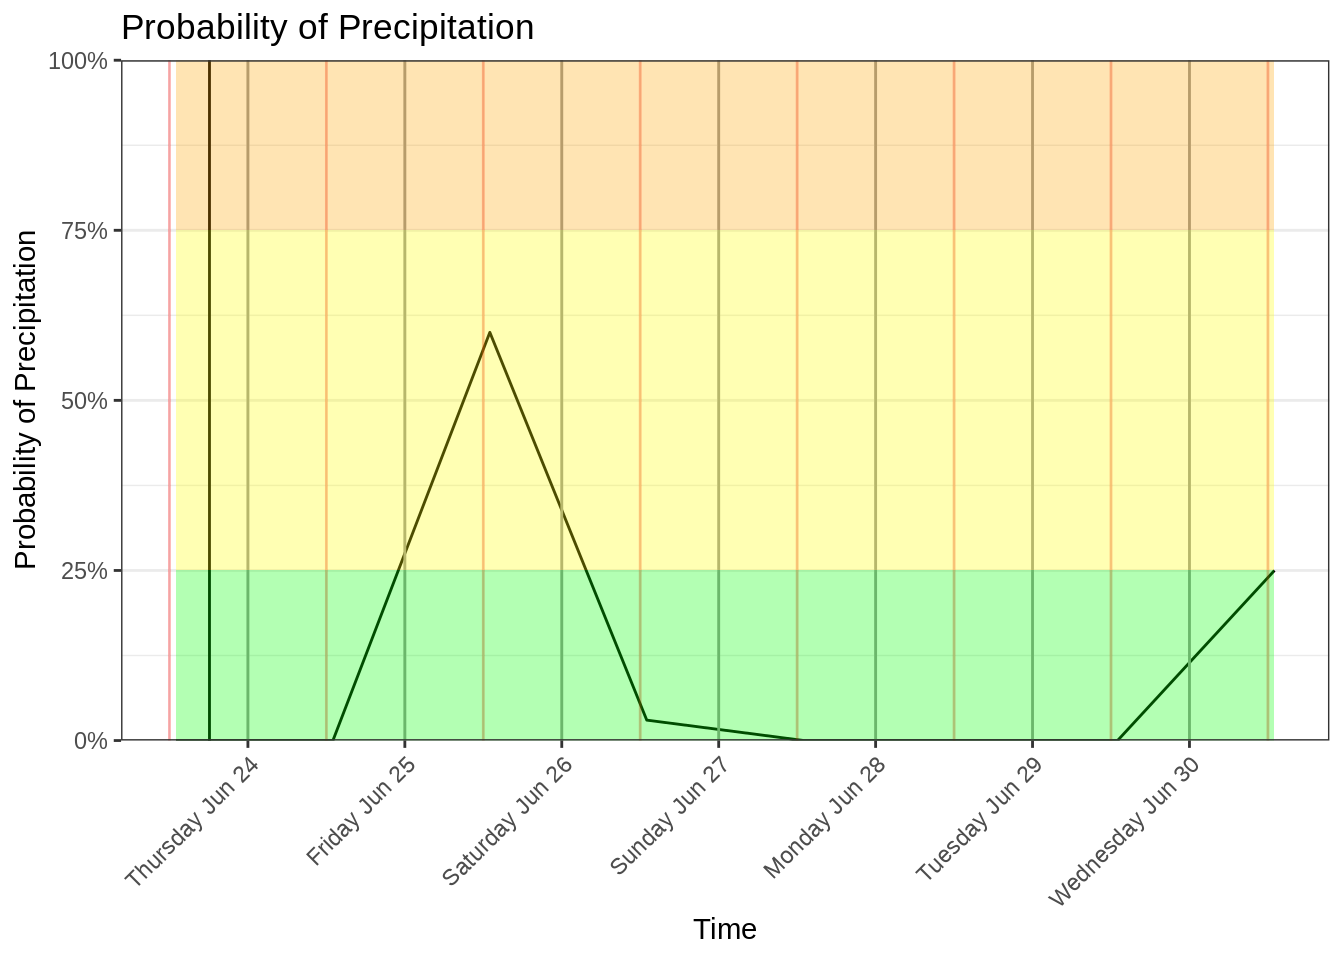 Probability of Precipitation
Probability of Precipitation
100%
75%
50%
25%
0%
Thursday Jun 24
Friday Jun 25
Saturday Jun 26
Sunday Jun 27
Monday Jun 28
Tuesday Jun 29
Wednesday Jun 30
Time